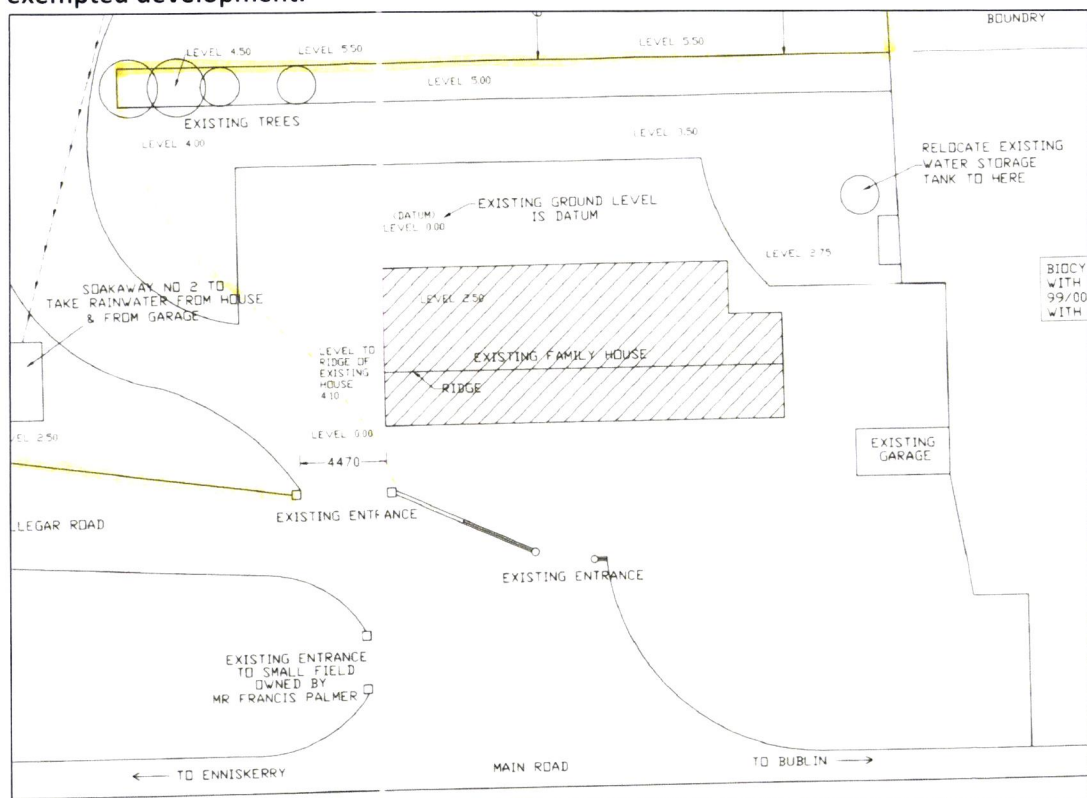 exempted development.
BOUNDRY
LEVEL 4.50
LEVEL 5.50
LEVEL 5.50
LEVEL 5.00
EXISTING TREES
LEVEL 4.00
LEVEL 3.50
RELOCATE EXISTING
WATER STORAGE
TANK TO HERE
EXISTING GROUND LEVEL
IS DATUM
(DATUM)
LEVEL 0.00
LEVEL 2.75
SOAKAWAY NO 2 TO
TAKE RAINWATER FROM HOUSE
& FROM GARAGE
BIOCY
WITH
99/00
WITH
LEVEL 2.50
LEVEL TO
RIDGE OF
EXISTING
HOUSE
4.10
EXISTING FAMILY HOUSE
RIDGE
VEL 2.50
LEVEL 0.00
EXISTING
GARAGE
4470
EXISTING ENTRANCE
LLEGAR ROAD
EXISTING ENTRANCE
EXISTING ENTRANCE
TO SMALL FIELD
OWNED BY
MR FRANCIS PALMER
← TO ENNISKERRY
MAIN ROAD
TO BUBLIN →